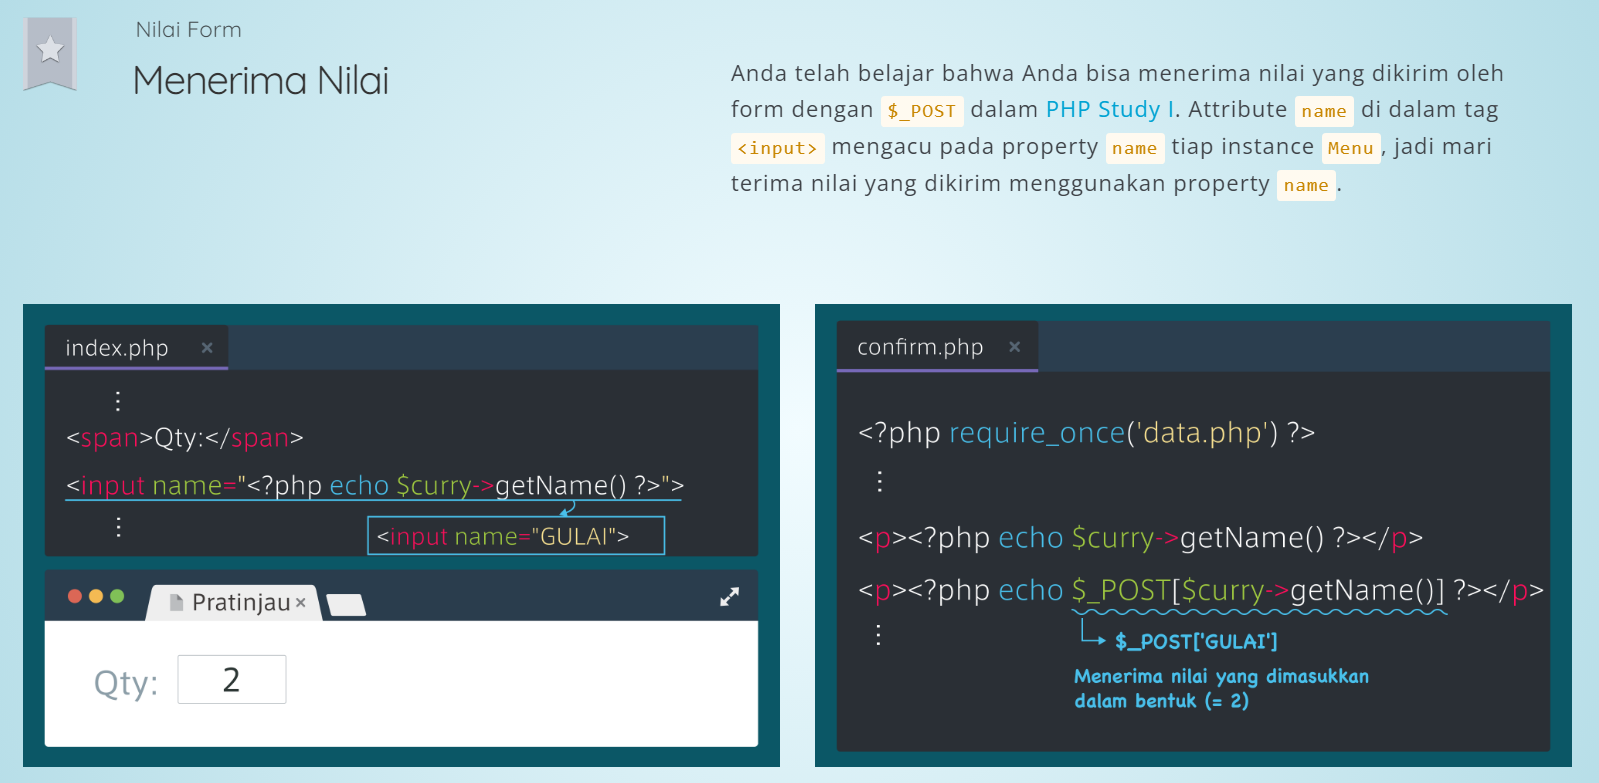 Nilai Form
Menerima Nilai
Anda telah belajar bahwa Anda bisa menerima nilai yang dikirim oleh
form dengan $_POST dalam PHP Study I. Attribute name di dalam tag
<input> mengacu pada property name tiap instance Menu, jadi mari
terima nilai yang dikirim menggunakan property name.
index.php ×
⋮
<span>Qty:</span>
<input name="<?php echo $curry->getName() ?>">
⋮
<input name="GULAI">
Pratinjau ×
Qty: 2
confirm.php ×
<?php require_once('data.php') ?>
⋮
<p><?php echo $curry->getName() ?></p>
<p><?php echo $_POST[$curry->getName()] ?></p>
⋮
$_POST['GULAI']
Menerima nilai yang dimasukkan
dalam bentuk (= 2)